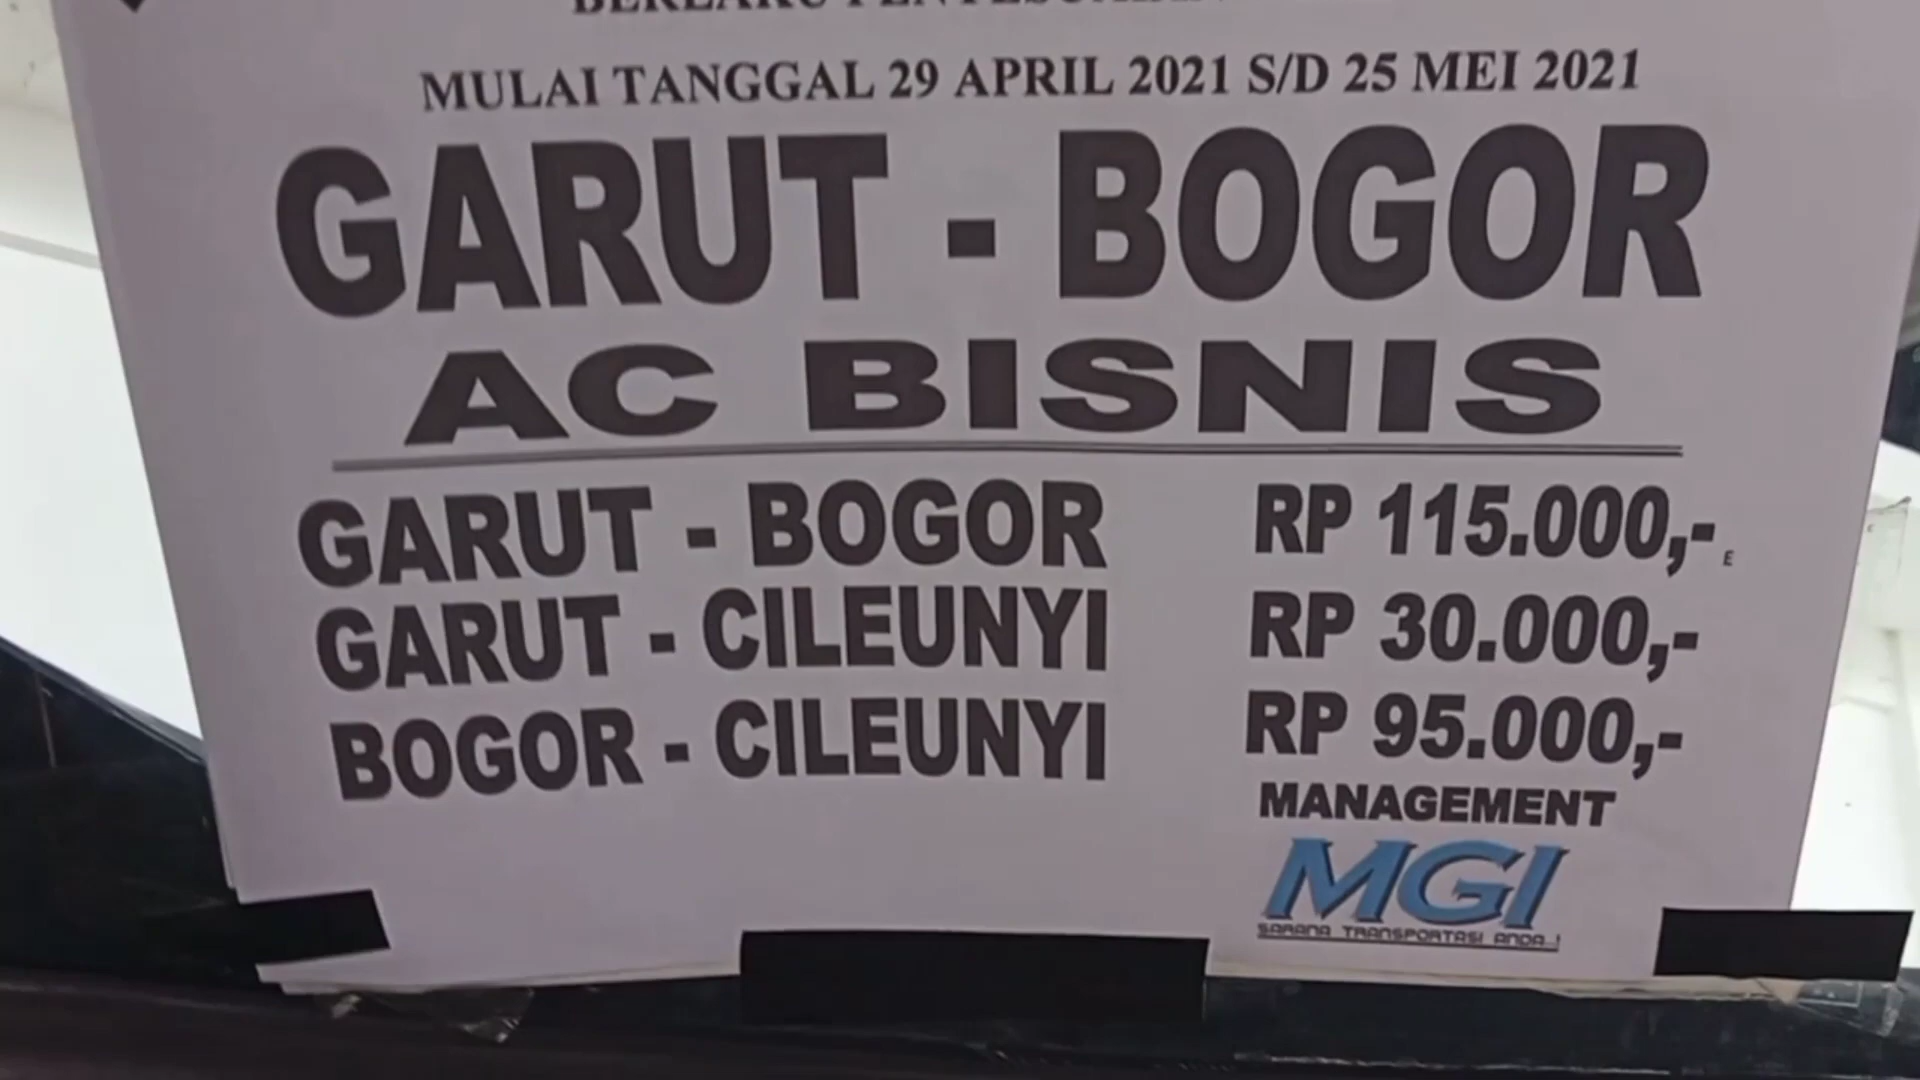 MULAI TANGGAL 29 APRIL 2021 S/D 25 MEI 2021
GARUT - BOGOR
AC BISNIS
GARUT - BOGOR RP 115.000,- E
GARUT - CILEUNYI RP 30.000,-
BOGOR - CILEUNYI RP 95.000,-
MANAGEMENT
MGI
SARANA TRANSPORTASI ANDA..!